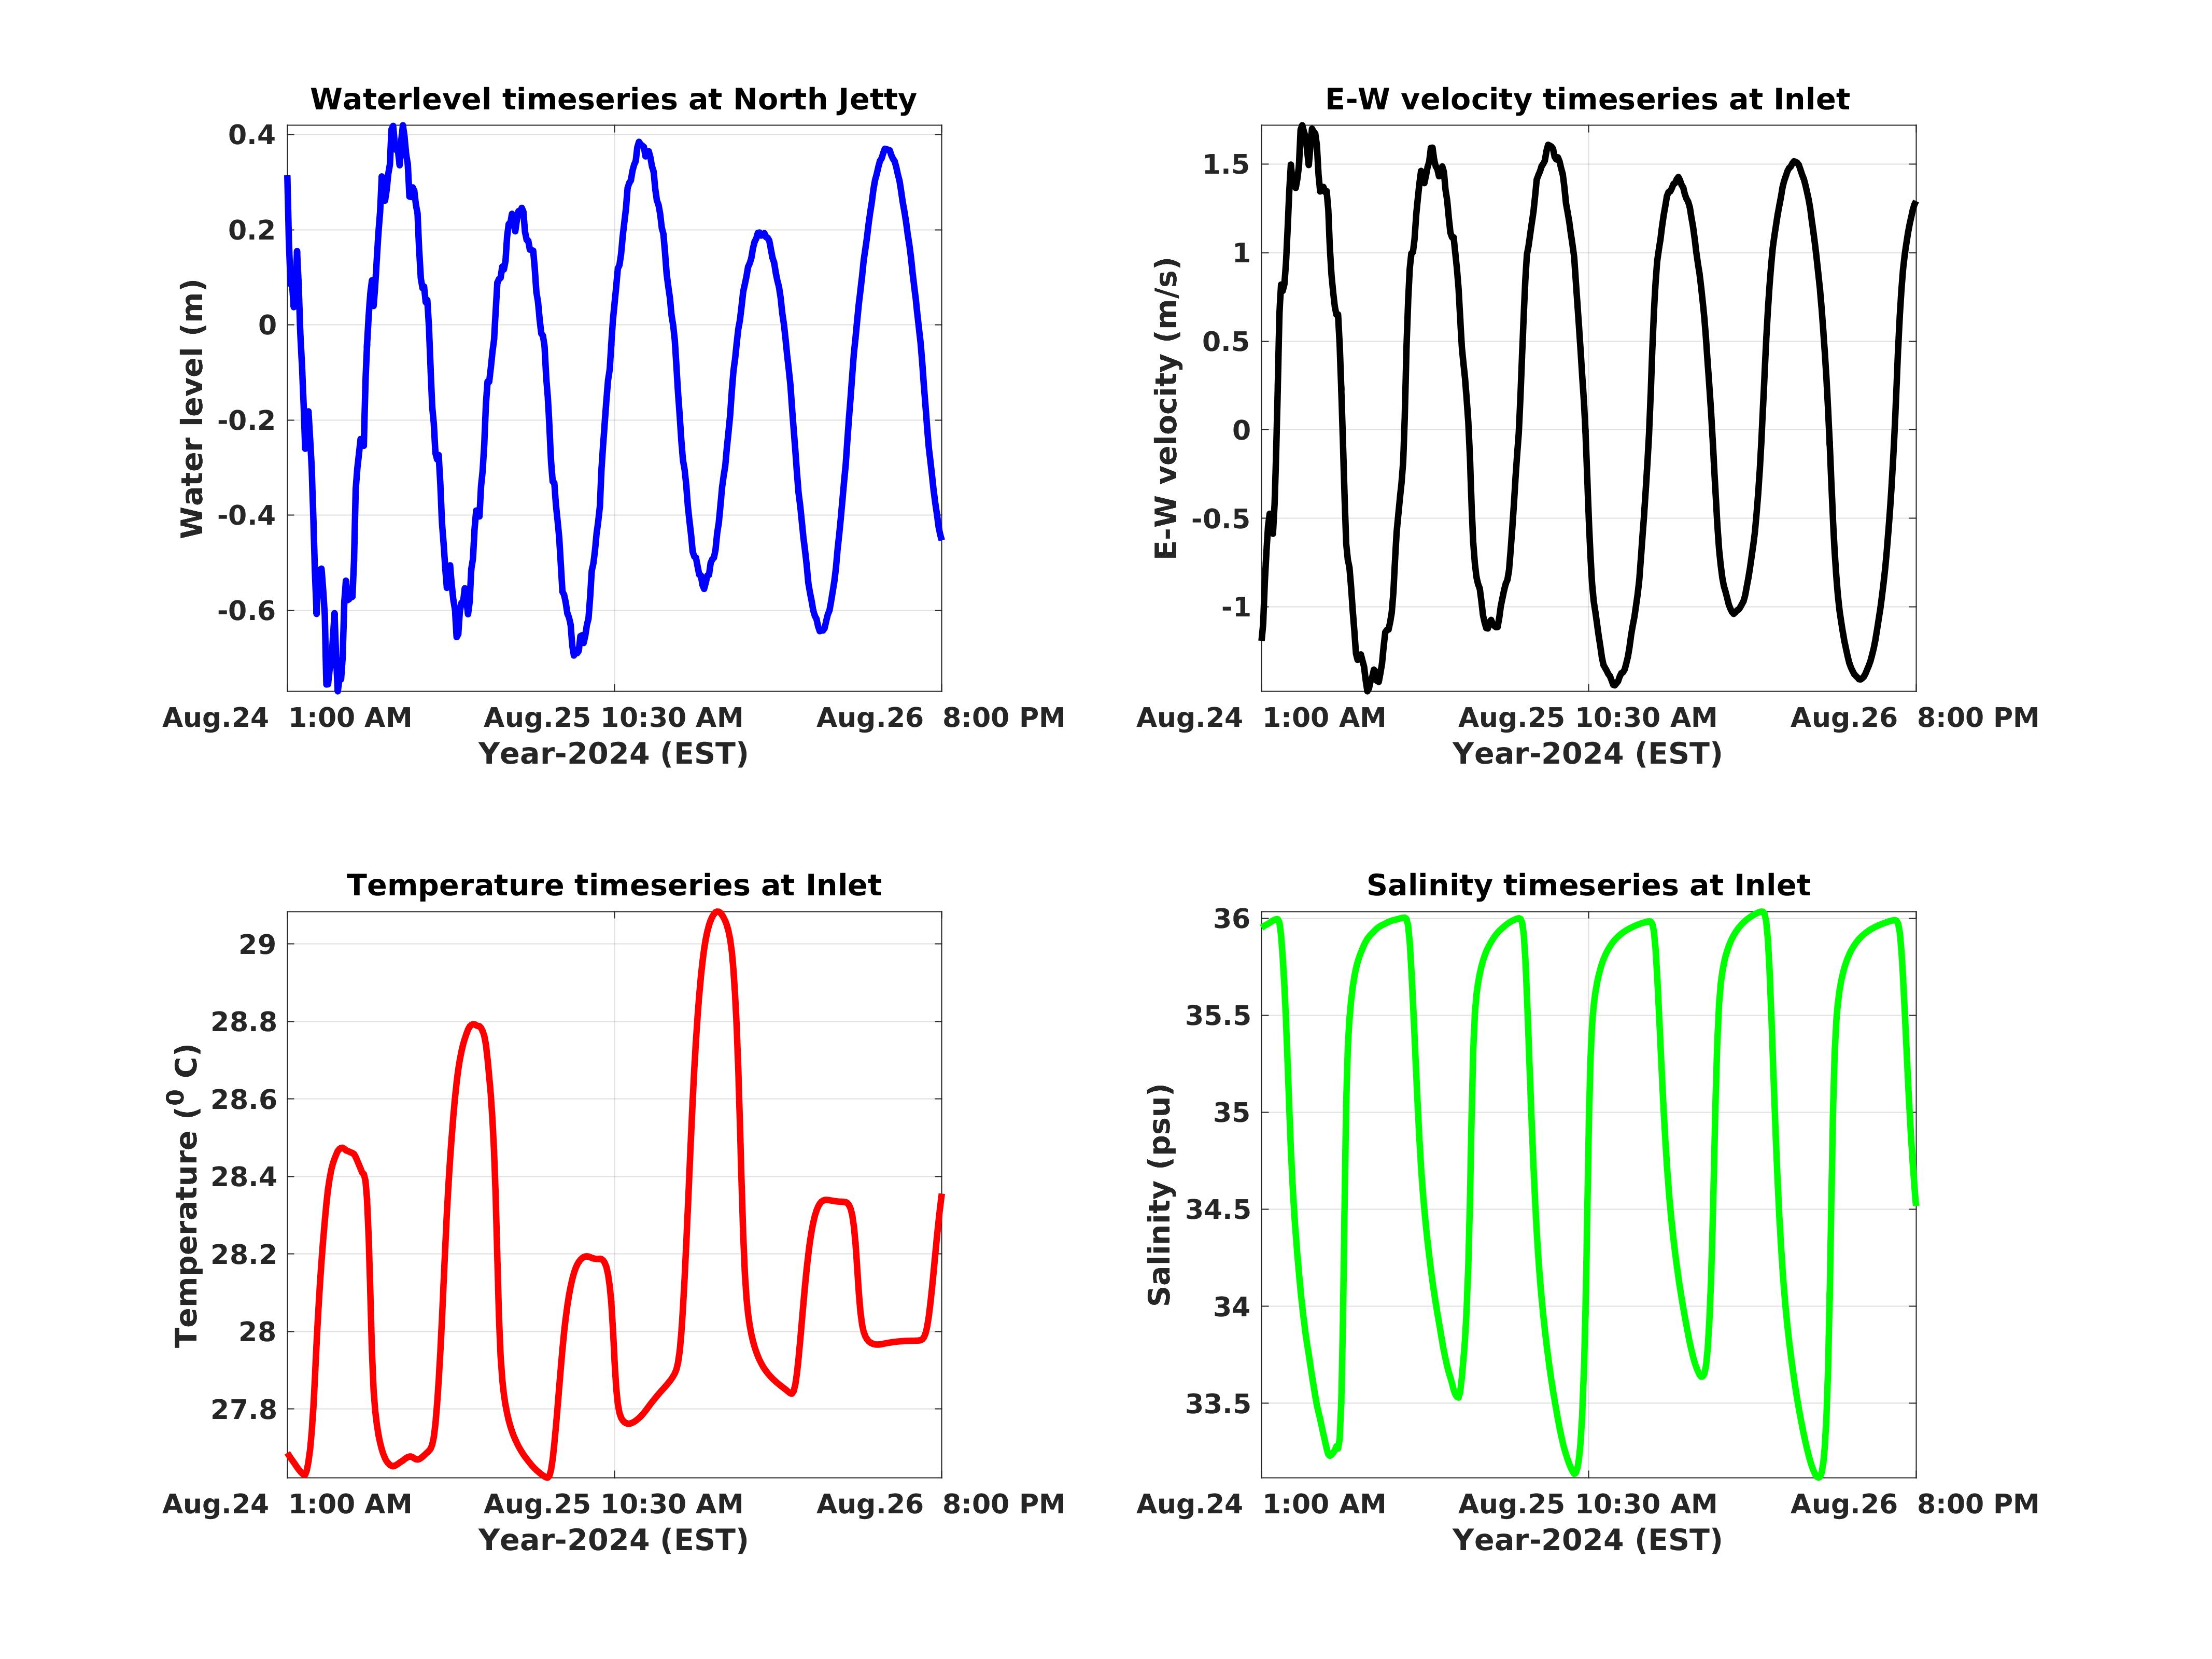 Waterlevel timeseries at North Jetty
0.4
0.2
0
-0.2
-0.4
-0.6
Water level (m)
Aug.24  1:00 AM
Aug.25 10:30 AM
Aug.26  8:00 PM
Year-2024 (EST)
E-W velocity timeseries at Inlet
1.5
1
0.5
0
-0.5
-1
E-W velocity (m/s)
Aug.24  1:00 AM
Aug.25 10:30 AM
Aug.26  8:00 PM
Year-2024 (EST)
Temperature timeseries at Inlet
29
28.8
28.6
28.4
28.2
28
27.8
Temperature (⁰ C)
Aug.24  1:00 AM
Aug.25 10:30 AM
Aug.26  8:00 PM
Year-2024 (EST)
Salinity timeseries at Inlet
36
35.5
35
34.5
34
33.5
Salinity (psu)
Aug.24  1:00 AM
Aug.25 10:30 AM
Aug.26  8:00 PM
Year-2024 (EST)